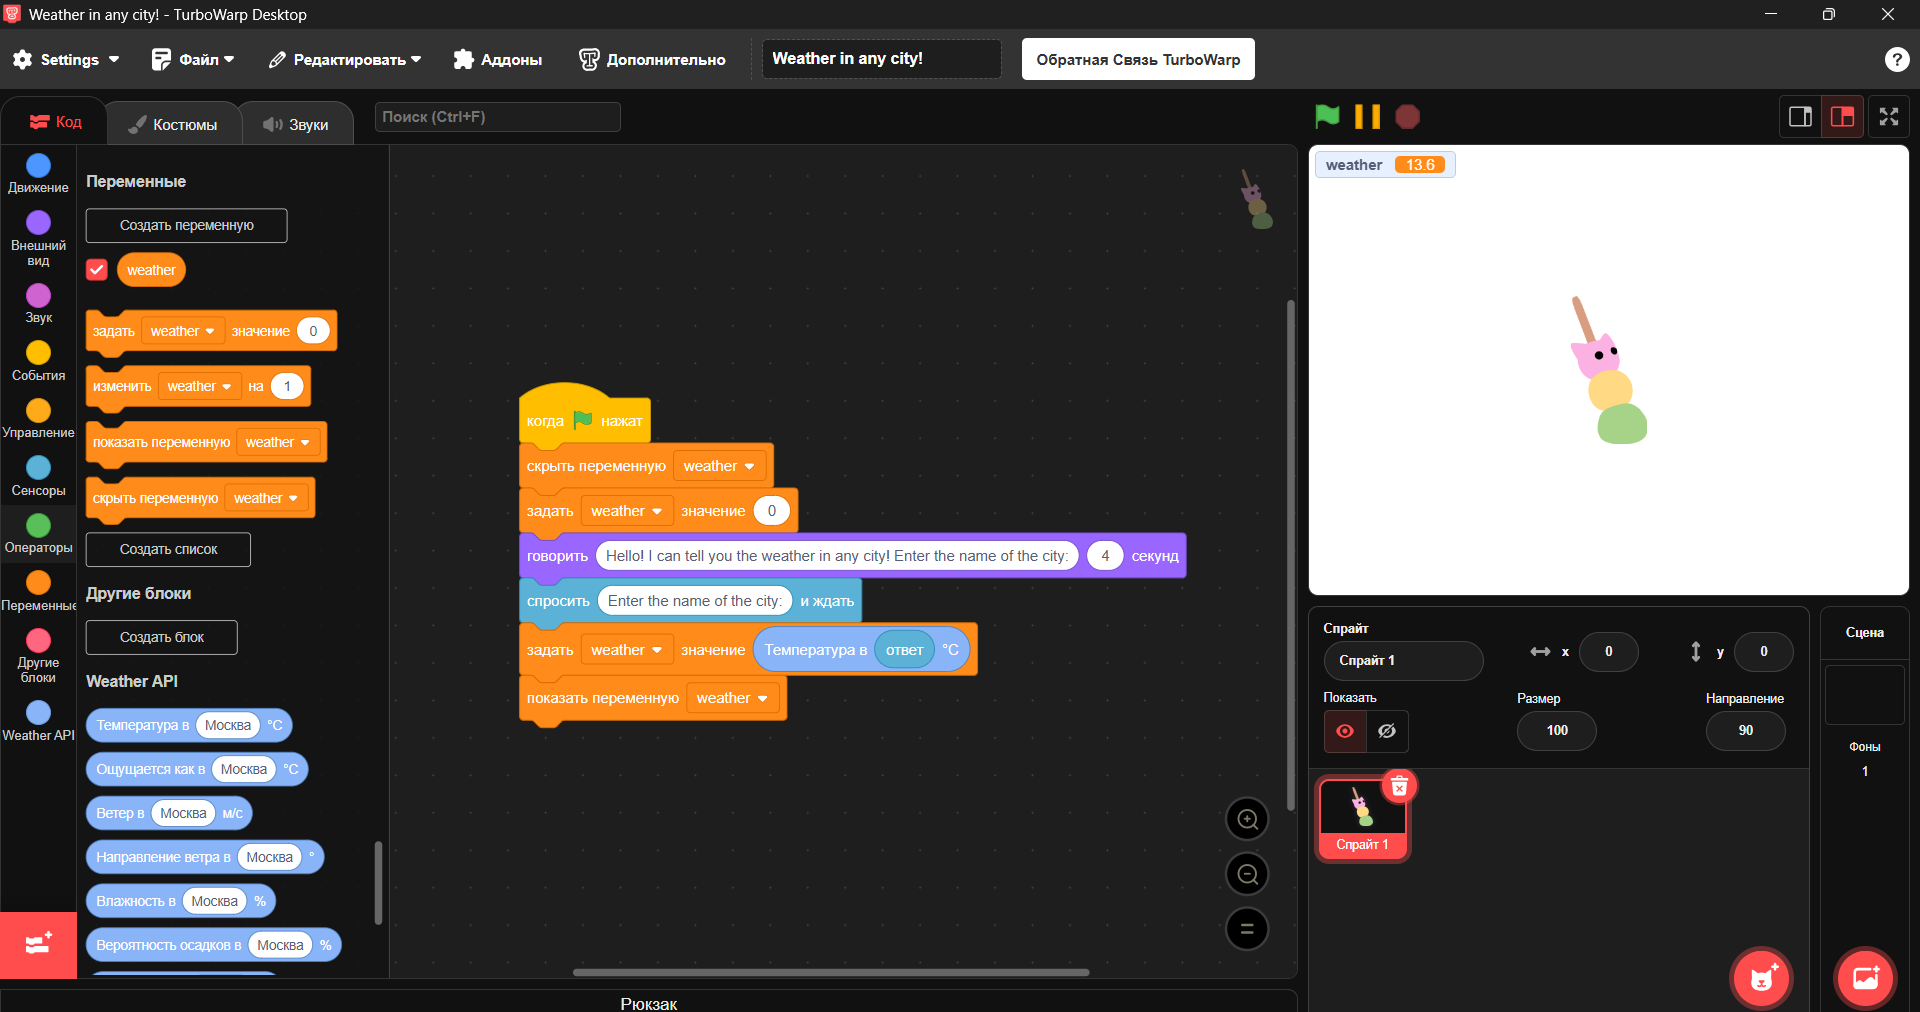 Weather in any city! - TurboWarp Desktop
Settings Файл Редактировать Аддоны Дополнительно Weather in any city! Обратная Связь TurboWarp ?
Код Костюмы Звуки Поиск (Ctrl+F)
Движение
Внешний вид
Звук
События
Управление
Сенсоры
Операторы
Переменные
Другие блоки
Weather API
Переменные
Создать переменную
weather
задать weather значение 0
изменить weather на 1
показать переменную weather
скрыть переменную weather
Создать список
Другие блоки
Создать блок
Weather API
Температура в Москва °C
Ощущается как в Москва °C
Ветер в Москва м/с
Направление ветра в Москва °
Влажность в Москва %
Вероятность осадков в Москва %
когда нажат
скрыть переменную weather
задать weather значение 0
говорить Hello! I can tell you the weather in any city! Enter the name of the city: 4 секунд
спросить Enter the name of the city: и ждать
задать weather значение Температура в ответ °C
показать переменную weather
Рюкзак
weather 13.6
Спрайт
Спрайт 1 x 0 y 0
Показать Размер Направление
100 90
Спрайт 1
Сцена
Фоны
1